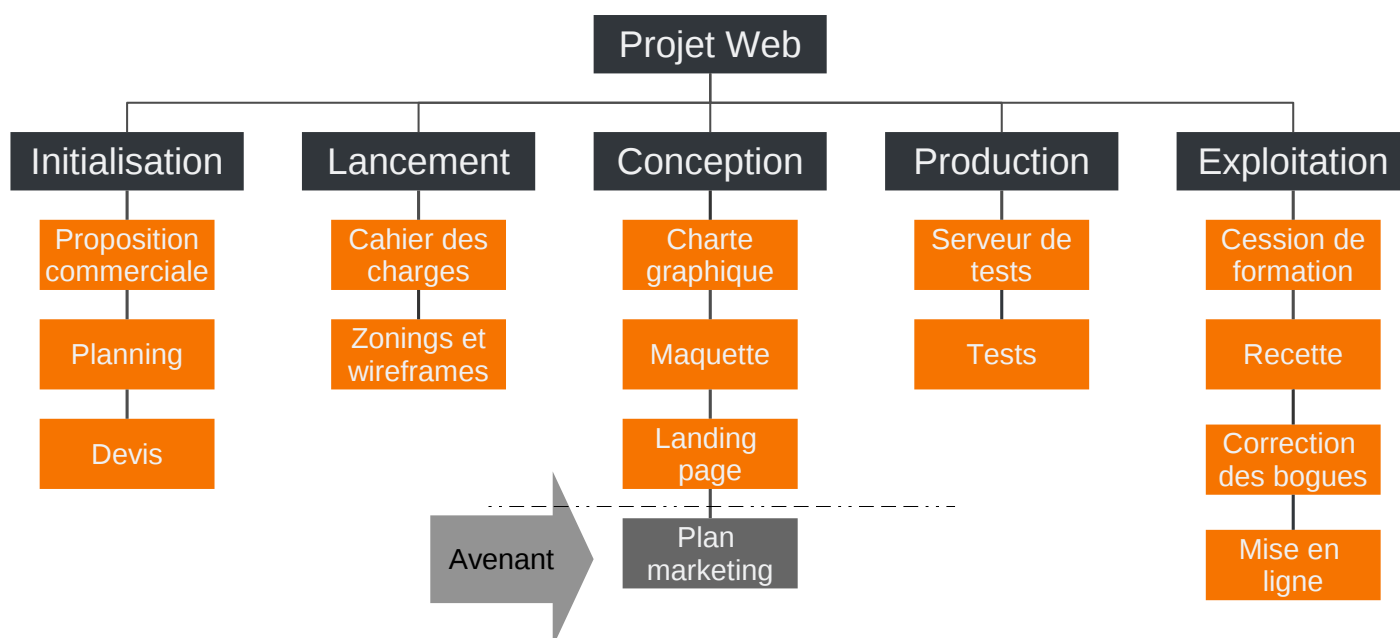 Projet Web
Initialisation
Lancement
Conception
Production
Exploitation
Proposition
commerciale
Planning
Devis
Cahier des
charges
Zonings et
wireframes
Charte
graphique
Maquette
Landing
page
Avenant
Plan
marketing
Serveur de
tests
Tests
Cession de
formation
Recette
Correction
des bogues
Mise en
ligne